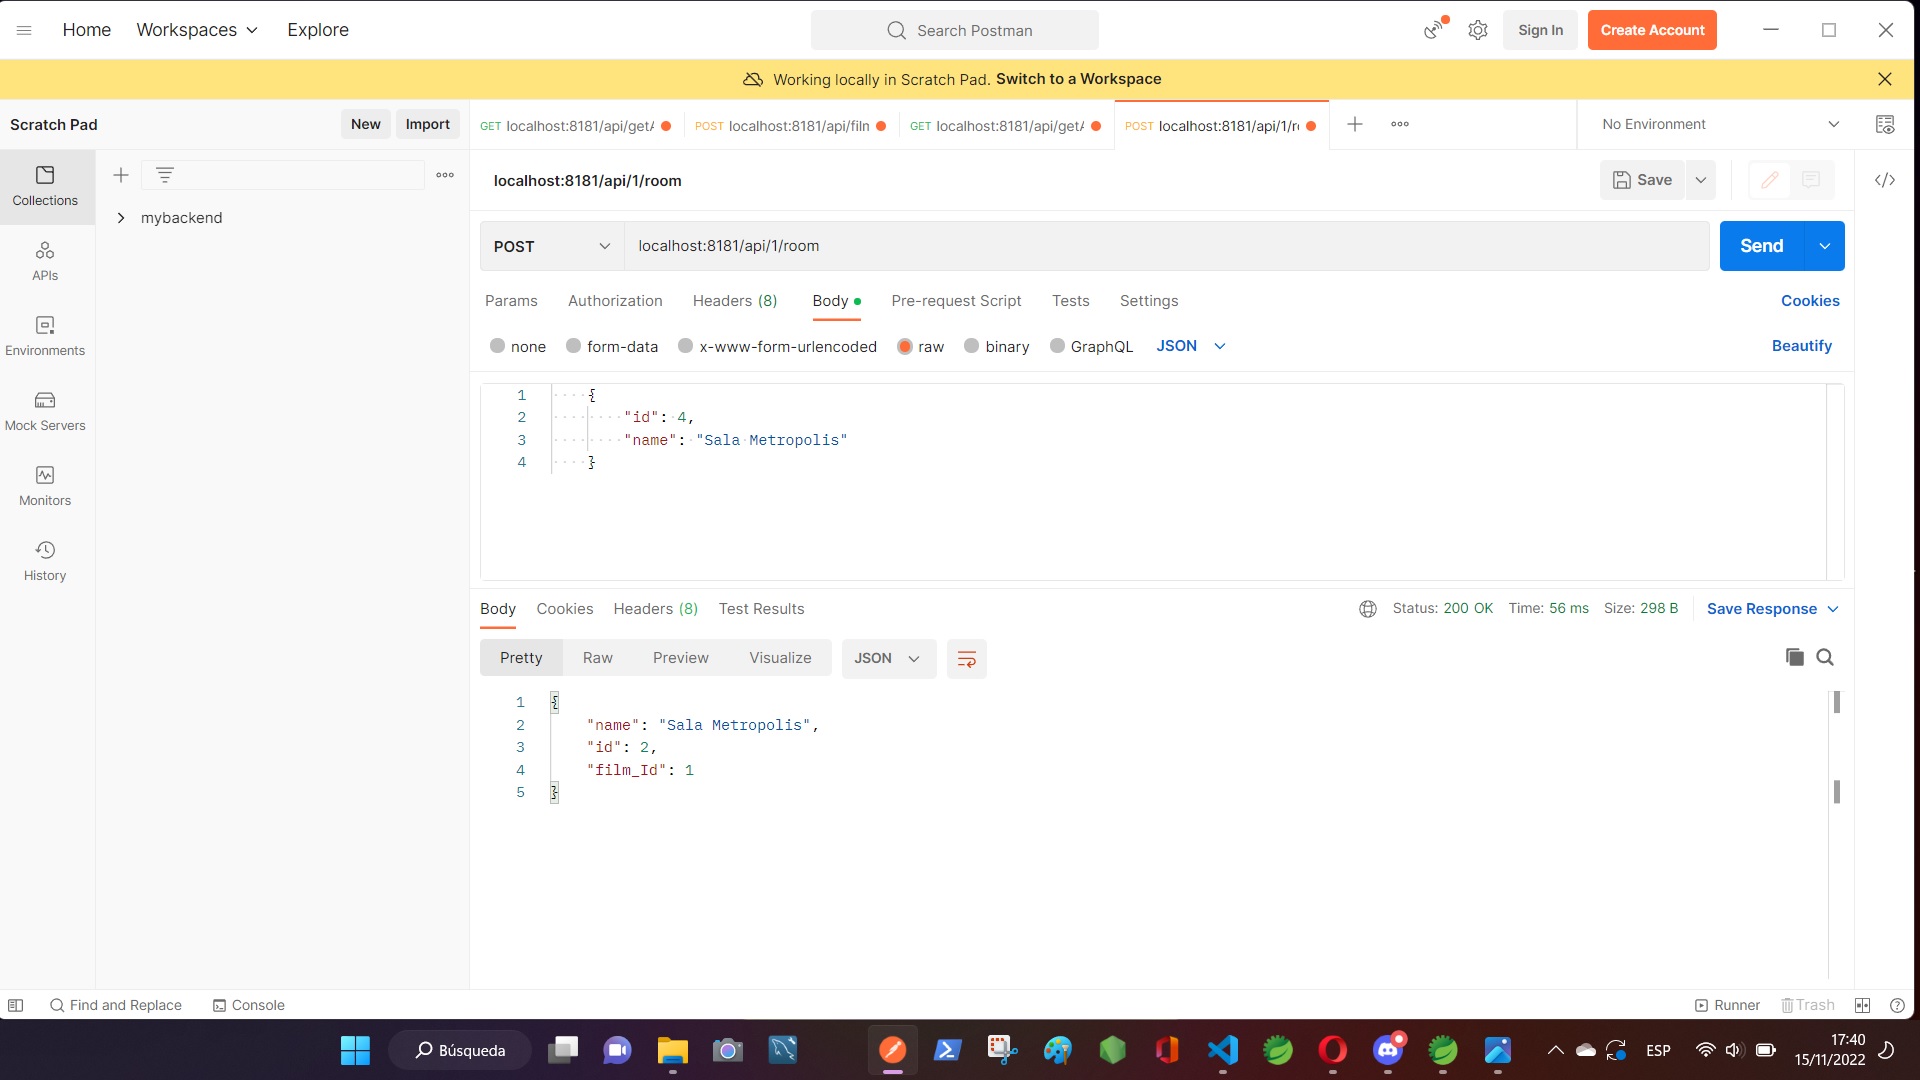 Home Workspaces Explore Search Postman Sign In Create Account
Working locally in Scratch Pad. Switch to a Workspace
Scratch Pad New Import GET localhost:8181/api/getA POST localhost:8181/api/film GET localhost:8181/api/getA POST localhost:8181/api/1/ro No Environment
Collections
mybackend
APIs
Environments
Mock Servers
Monitors
History
localhost:8181/api/1/room Save
POST localhost:8181/api/1/room Send
Params Authorization Headers (8) Body Pre-request Script Tests Settings Cookies
none form-data x-www-form-urlencoded raw binary GraphQL JSON Beautify
1 {
2 "id": 4,
3 "name": "Sala Metropolis"
4 }
Body Cookies Headers (8) Test Results Status: 200 OK Time: 56 ms Size: 298 B Save Response
Pretty Raw Preview Visualize JSON
1 {
2 "name": "Sala Metropolis",
3 "id": 2,
4 "film_Id": 1
5 }
Find and Replace Console Runner Trash
Búsqueda ESP 17:40
15/11/2022